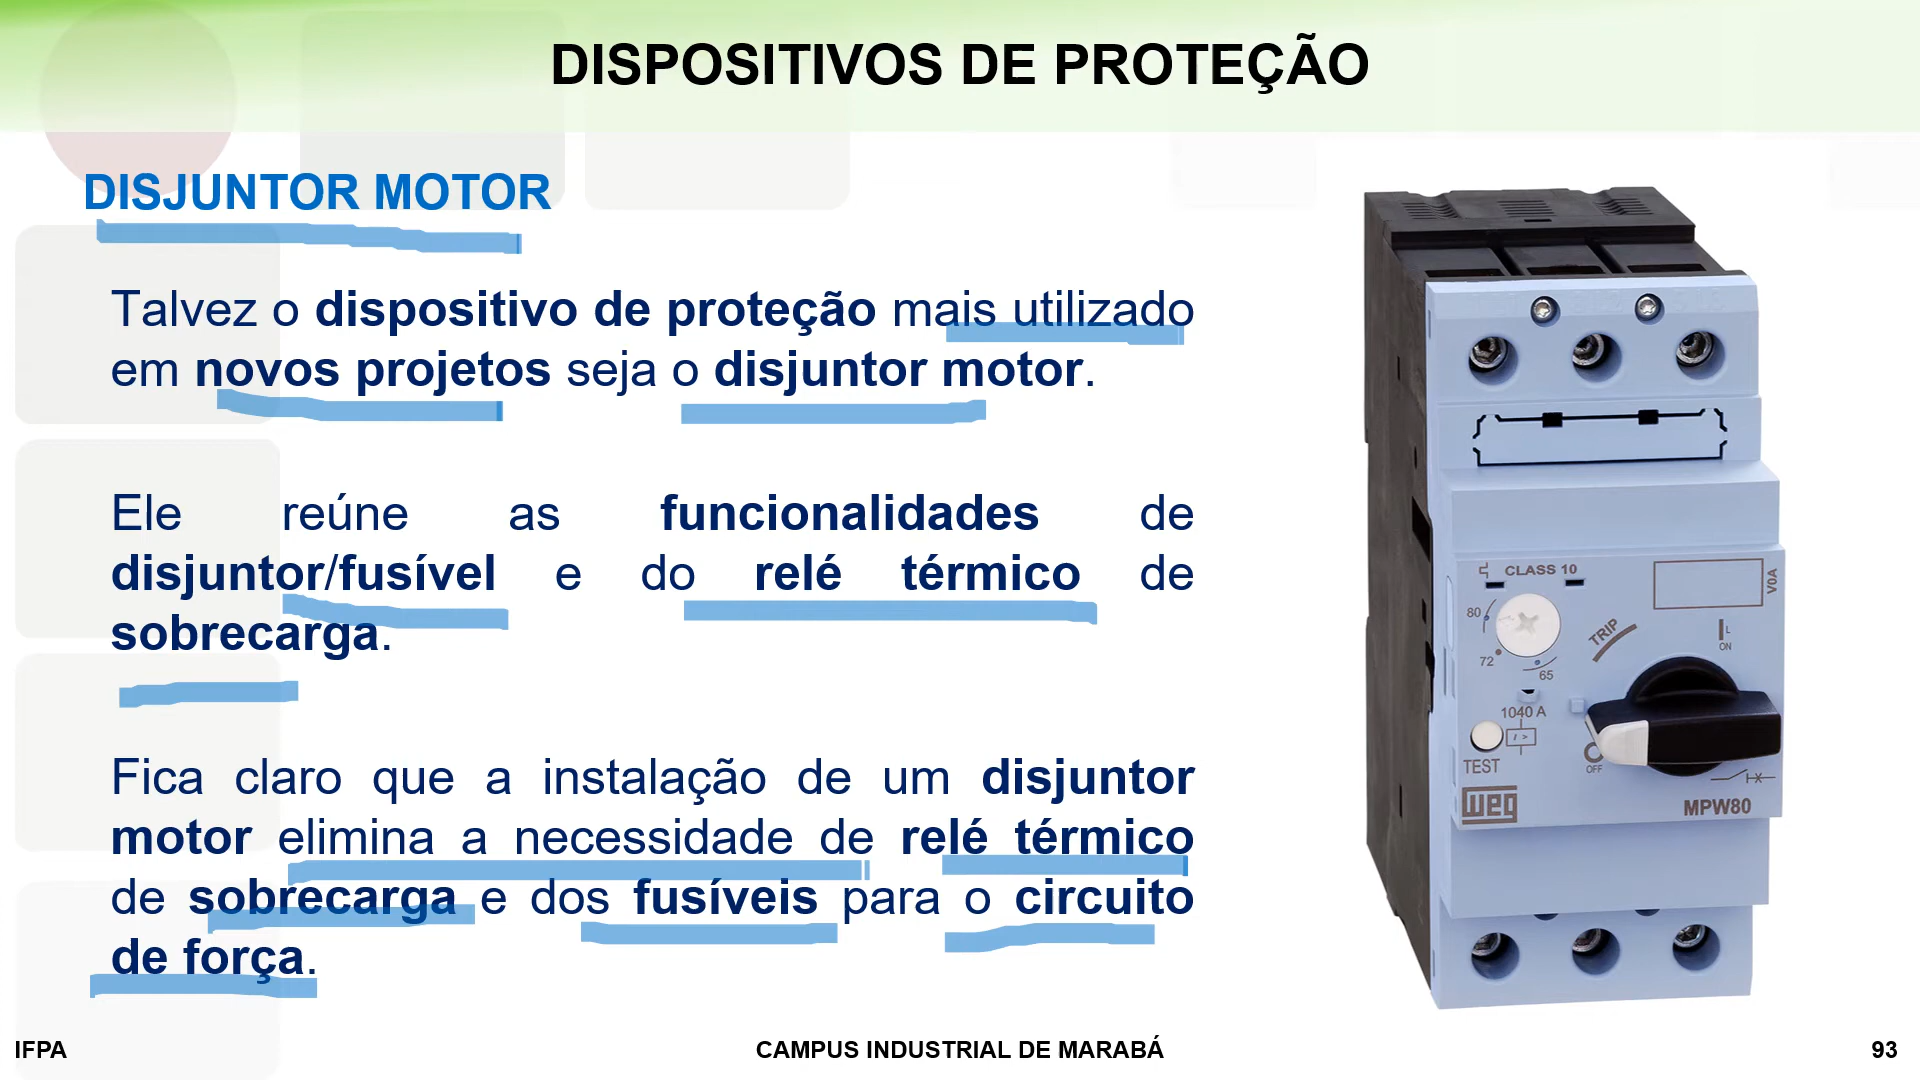 DISPOSITIVOS DE PROTEÇÃO
DISJUNTOR MOTOR
Talvez o dispositivo de proteção mais utilizado
em novos projetos seja o disjuntor motor.
Ele reúne as funcionalidades de
disjuntor/fusível e do relé térmico de
sobrecarga.
Fica claro que a instalação de um disjuntor
motor elimina a necessidade de relé térmico
de sobrecarga e dos fusíveis para o circuito
de força.
CLASS 10
80
72
65
TRIP
I L
ON
1040 A
I >
TEST
OFF
weg
MPW80
IFPA
CAMPUS INDUSTRIAL DE MARABÁ
93